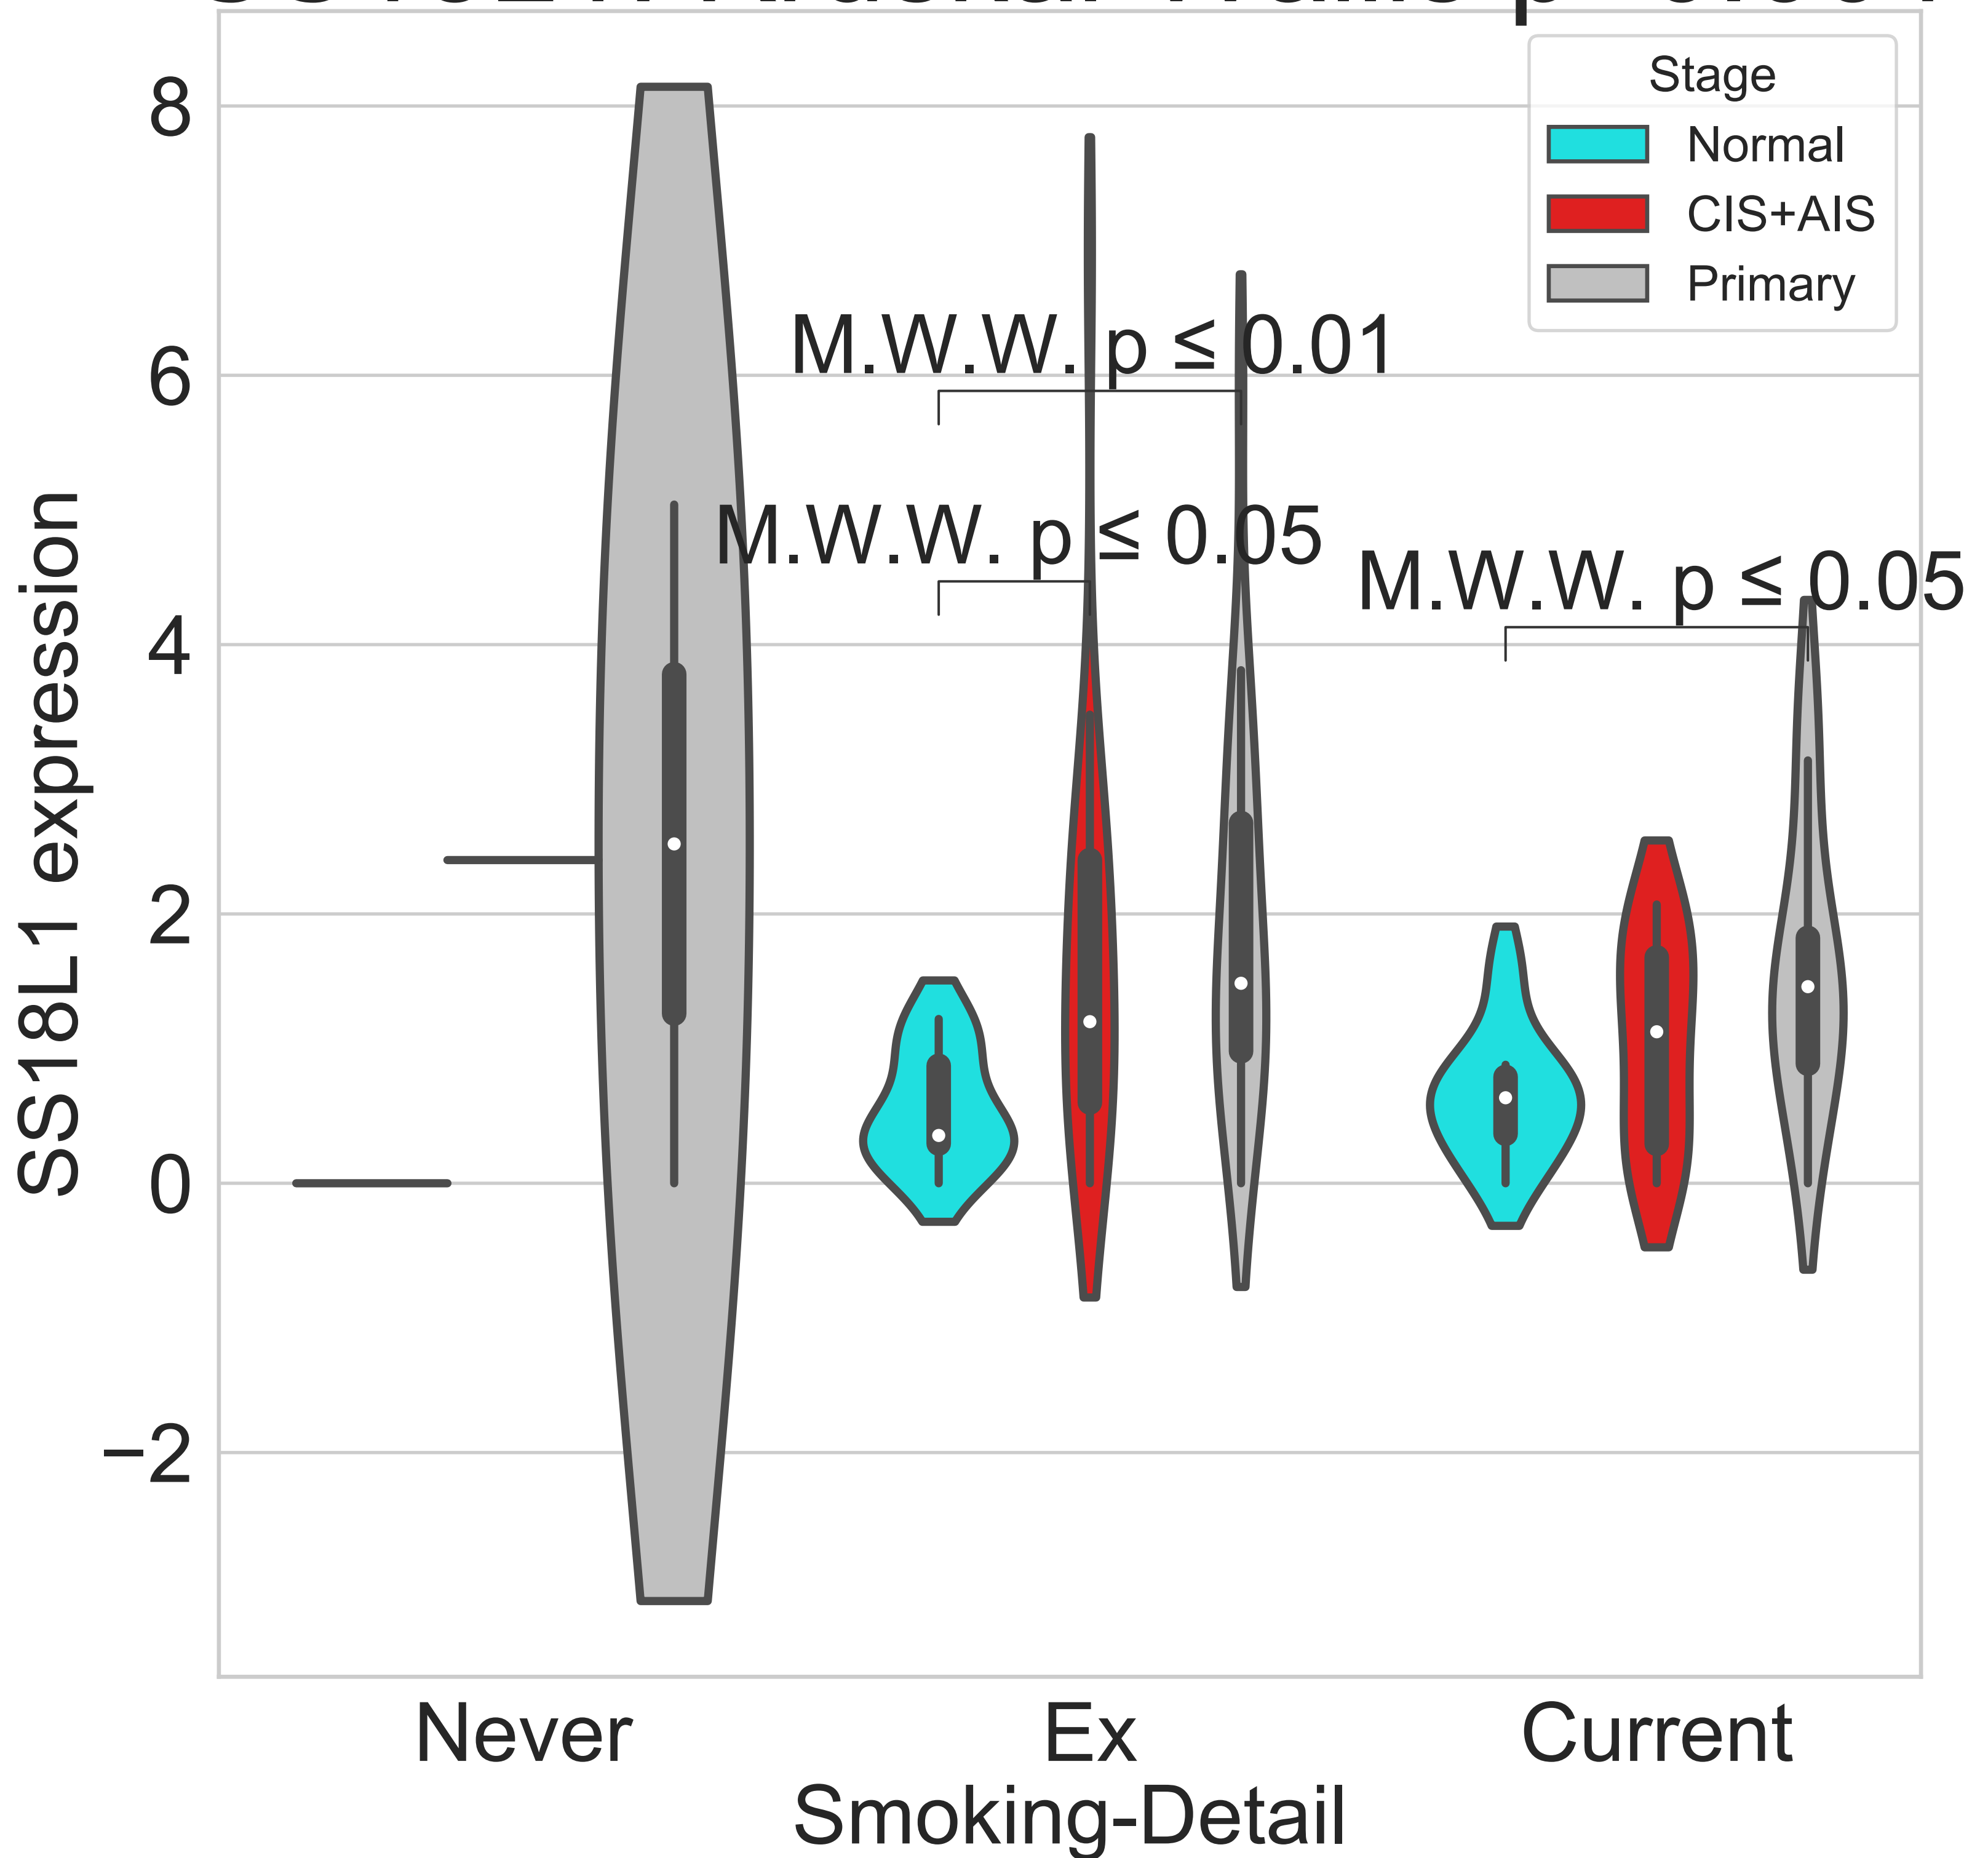 Stage
Normal
CIS+AIS
Primary
8
6
4
2
0
−2
SS18L1 expression
M.W.W. p ≤ 0.01
M.W.W. p ≤ 0.05
M.W.W. p ≤ 0.05
Never
Ex
Current
Smoking-Detail